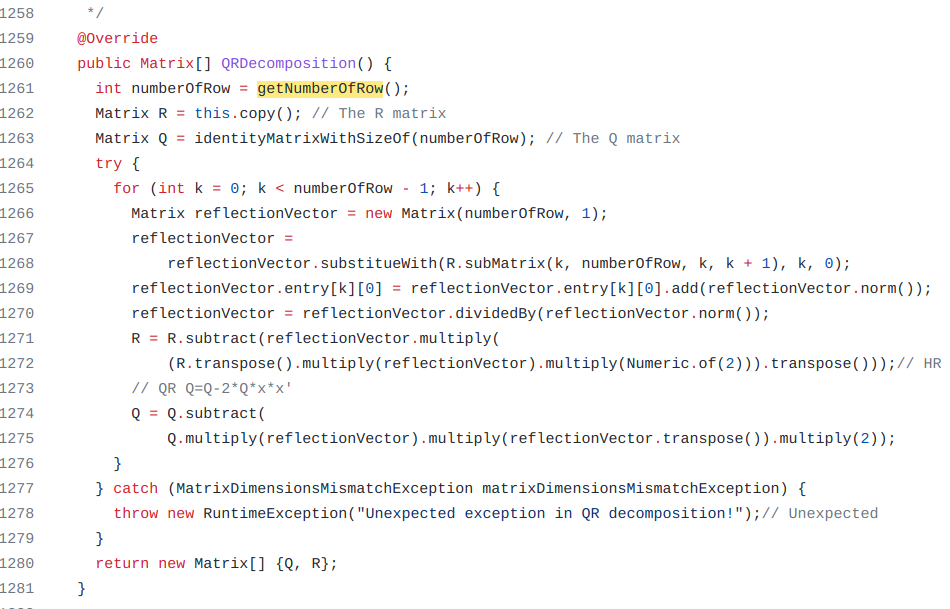 1258 */
1259 @Override
1260 public Matrix[] QRDecomposition() {
1261 int numberOfRow = getNumberOfRow();
1262 Matrix R = this.copy(); // The R matrix
1263 Matrix Q = identityMatrixWithSizeOf(numberOfRow); // The Q matrix
1264 try {
1265 for (int k = 0; k < numberOfRow - 1; k++) {
1266 Matrix reflectionVector = new Matrix(numberOfRow, 1);
1267 reflectionVector =
1268 reflectionVector.substitueWith(R.subMatrix(k, numberOfRow, k, k + 1), k, 0);
1269 reflectionVector.entry[k][0] = reflectionVector.entry[k][0].add(reflectionVector.norm());
1270 reflectionVector = reflectionVector.dividedBy(reflectionVector.norm());
1271 R = R.subtract(reflectionVector.multiply(
1272 (R.transpose().multiply(reflectionVector).multiply(Numeric.of(2))).transpose()));// HR
1273 // QR Q=Q-2*Q*x*x'
1274 Q = Q.subtract(
1275 Q.multiply(reflectionVector).multiply(reflectionVector.transpose()).multiply(2));
1276 }
1277 } catch (MatrixDimensionsMismatchException matrixDimensionsMismatchException) {
1278 throw new RuntimeException("Unexpected exception in QR decomposition!");// Unexpected
1279 }
1280 return new Matrix[] {Q, R};
1281 }